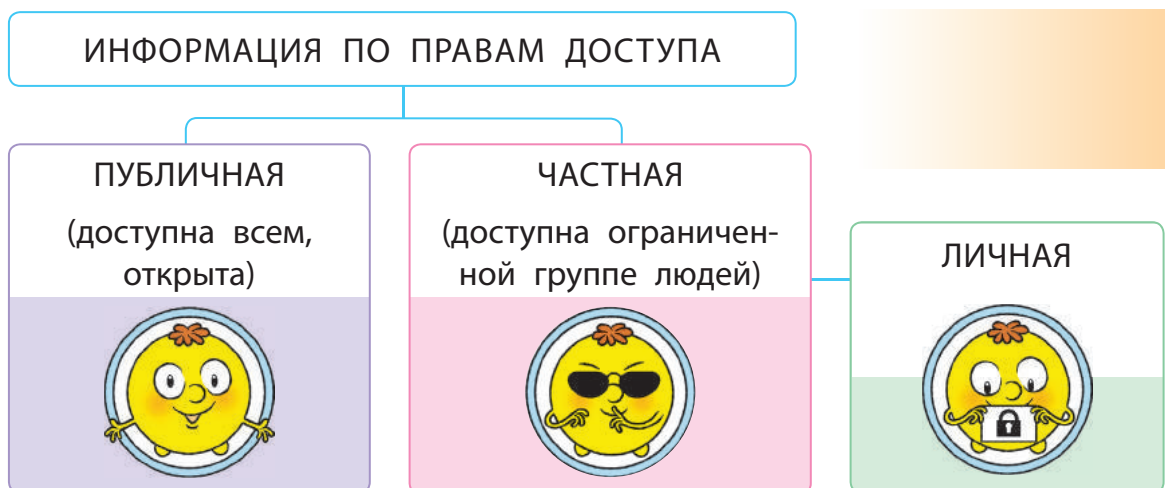 ИНФОРМАЦИЯ ПО ПРАВАМ ДОСТУПА
ПУБЛИЧНАЯ
(доступна всем,
открыта)
ЧАСТНАЯ
(доступна ограничен-
ной группе людей)
ЛИЧНАЯ